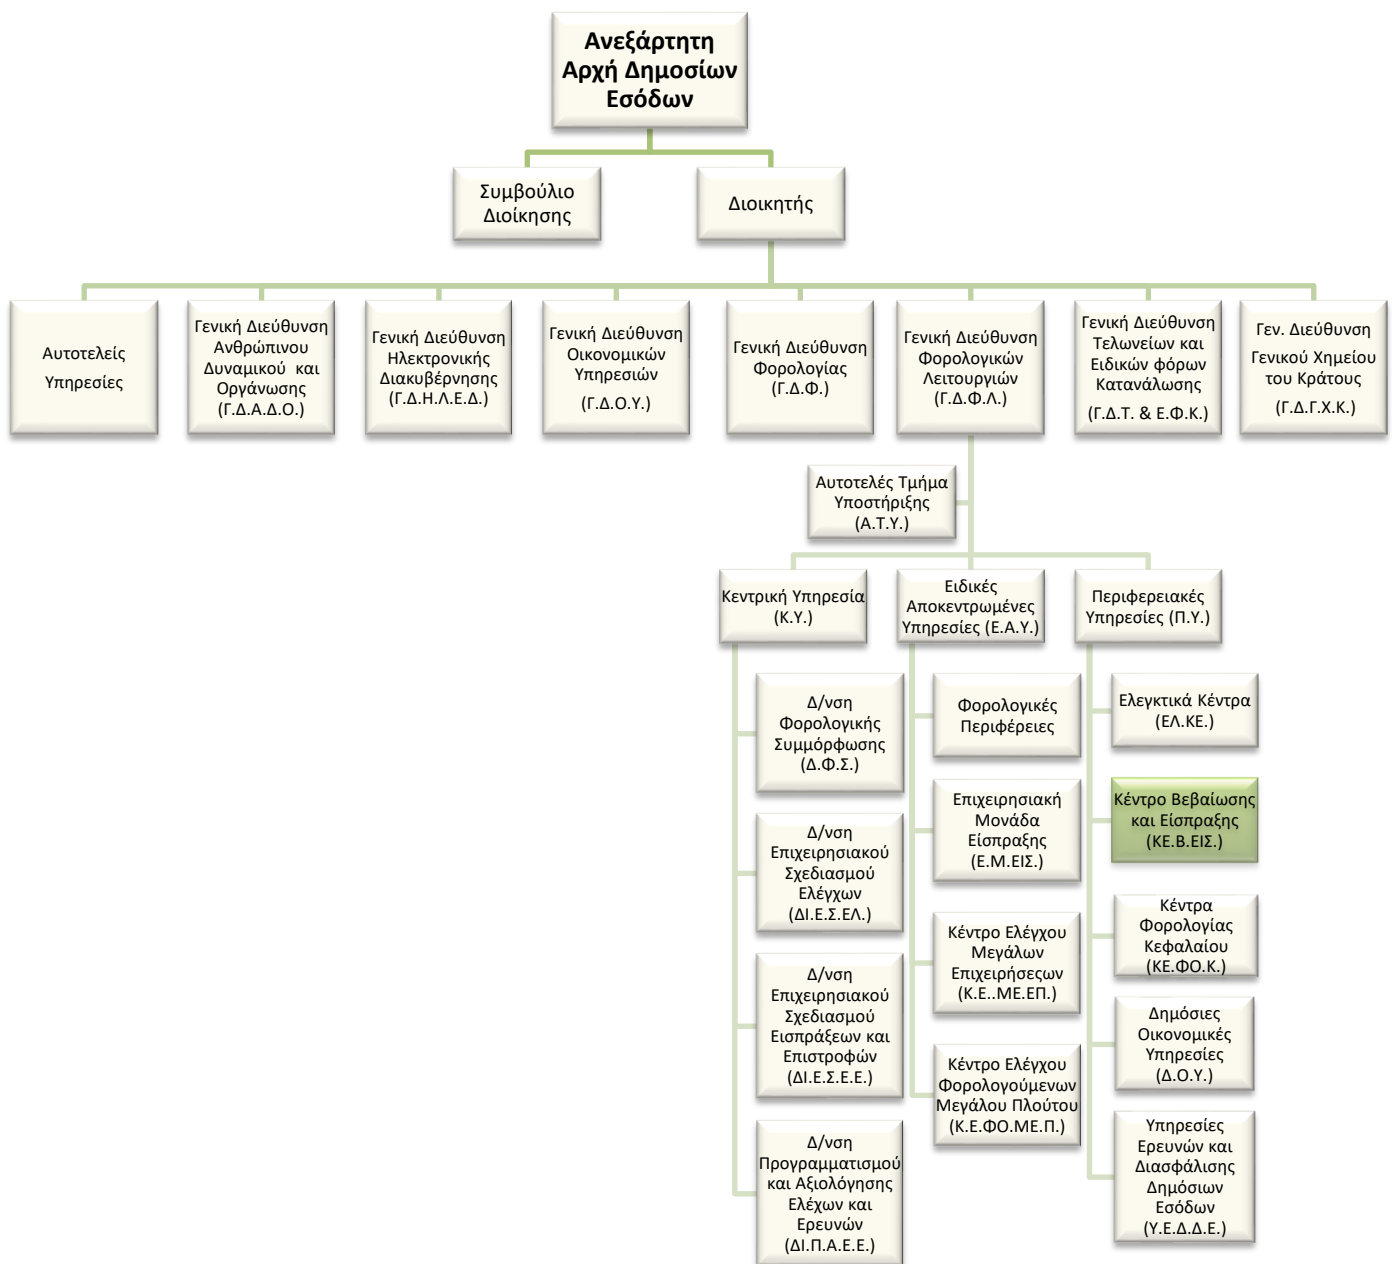 Ανεξάρτητη
Αρχή Δημοσίων
Εσόδων
Συμβούλιο
Διοίκησης
Διοικητής
Αυτοτελείς
Υπηρεσίες
Γενική Διεύθυνση
Ανθρώπινου
Δυναμικού και
Οργάνωσης
(Γ.Δ.Α.Δ.Ο.)
Γενική Διεύθυνση
Ηλεκτρονικής
Διακυβέρνησης
(Γ.Δ.Η.Λ.Ε.Δ.)
Γενική Διεύθυνση
Οικονομικών
Υπηρεσιών
(Γ.Δ.Ο.Υ.)
Γενική Διεύθυνση
Φορολογίας
(Γ.Δ.Φ.)
Γενική Διεύθυνση
Φορολογικών
Λειτουργιών
(Γ.Δ.Φ.Λ.)
Γενική Διεύθυνση
Τελωνείων και
Ειδικών φόρων
Κατανάλωσης
(Γ.Δ.Τ. & Ε.Φ.Κ.)
Γεν. Διεύθυνση
Γενικού Χημείου
του Κράτους
(Γ.Δ.Γ.Χ.Κ.)
Αυτοτελές Τμήμα
Υποστήριξης
(Α.Τ.Υ.)
Κεντρική Υπηρεσία
(Κ.Υ.)
Ειδικές
Αποκεντρωμένες
Υπηρεσίες (Ε.Α.Υ.)
Περιφερειακές
Υπηρεσίες (Π.Υ.)
Δ/νση
Φορολογικής
Συμμόρφωσης
(Δ.Φ.Σ.)
Δ/νση
Επιχειρησιακού
Σχεδιασμού
Ελέγχων
(ΔΙ.Ε.Σ.ΕΛ.)
Δ/νση
Επιχειρησιακού
Σχεδιασμού
Εισπράξεων και
Επιστροφών
(ΔΙ.Ε.Σ.Ε.Ε.)
Δ/νση
Προγραμματισμού
και Αξιολόγησης
Ελέχων και
Ερευνών
(ΔΙ.Π.Α.Ε.Ε.)
Φορολογικές
Περιφέρειες
Επιχειρησιακή
Μονάδα
Είσπραξης
(Ε.Μ.ΕΙΣ.)
Κέντρο Ελέγχου
Μεγάλων
Επιχειρήσεςων
(Κ.Ε..ΜΕ.ΕΠ.)
Κέντρο Ελέγχου
Φορολογούμενων
Μεγάλου Πλούτου
(Κ.Ε.ΦΟ.ΜΕ.Π.)
Ελεγκτικά Κέντρα
(ΕΛ.ΚΕ.)
Κέντρο Βεβαίωσης
και Είσπραξης
(ΚΕ.Β.ΕΙΣ.)
Κέντρα
Φορολογίας
Κεφαλαίου
(ΚΕ.ΦΟ.Κ.)
Δημόσιες
Οικονομικές
Υπηρεσίες
(Δ.Ο.Υ.)
Υπηρεσίες
Ερευνών και
Διασφάλισης
Δημόσιων
Εσόδων
(Υ.Ε.Δ.Δ.Ε.)